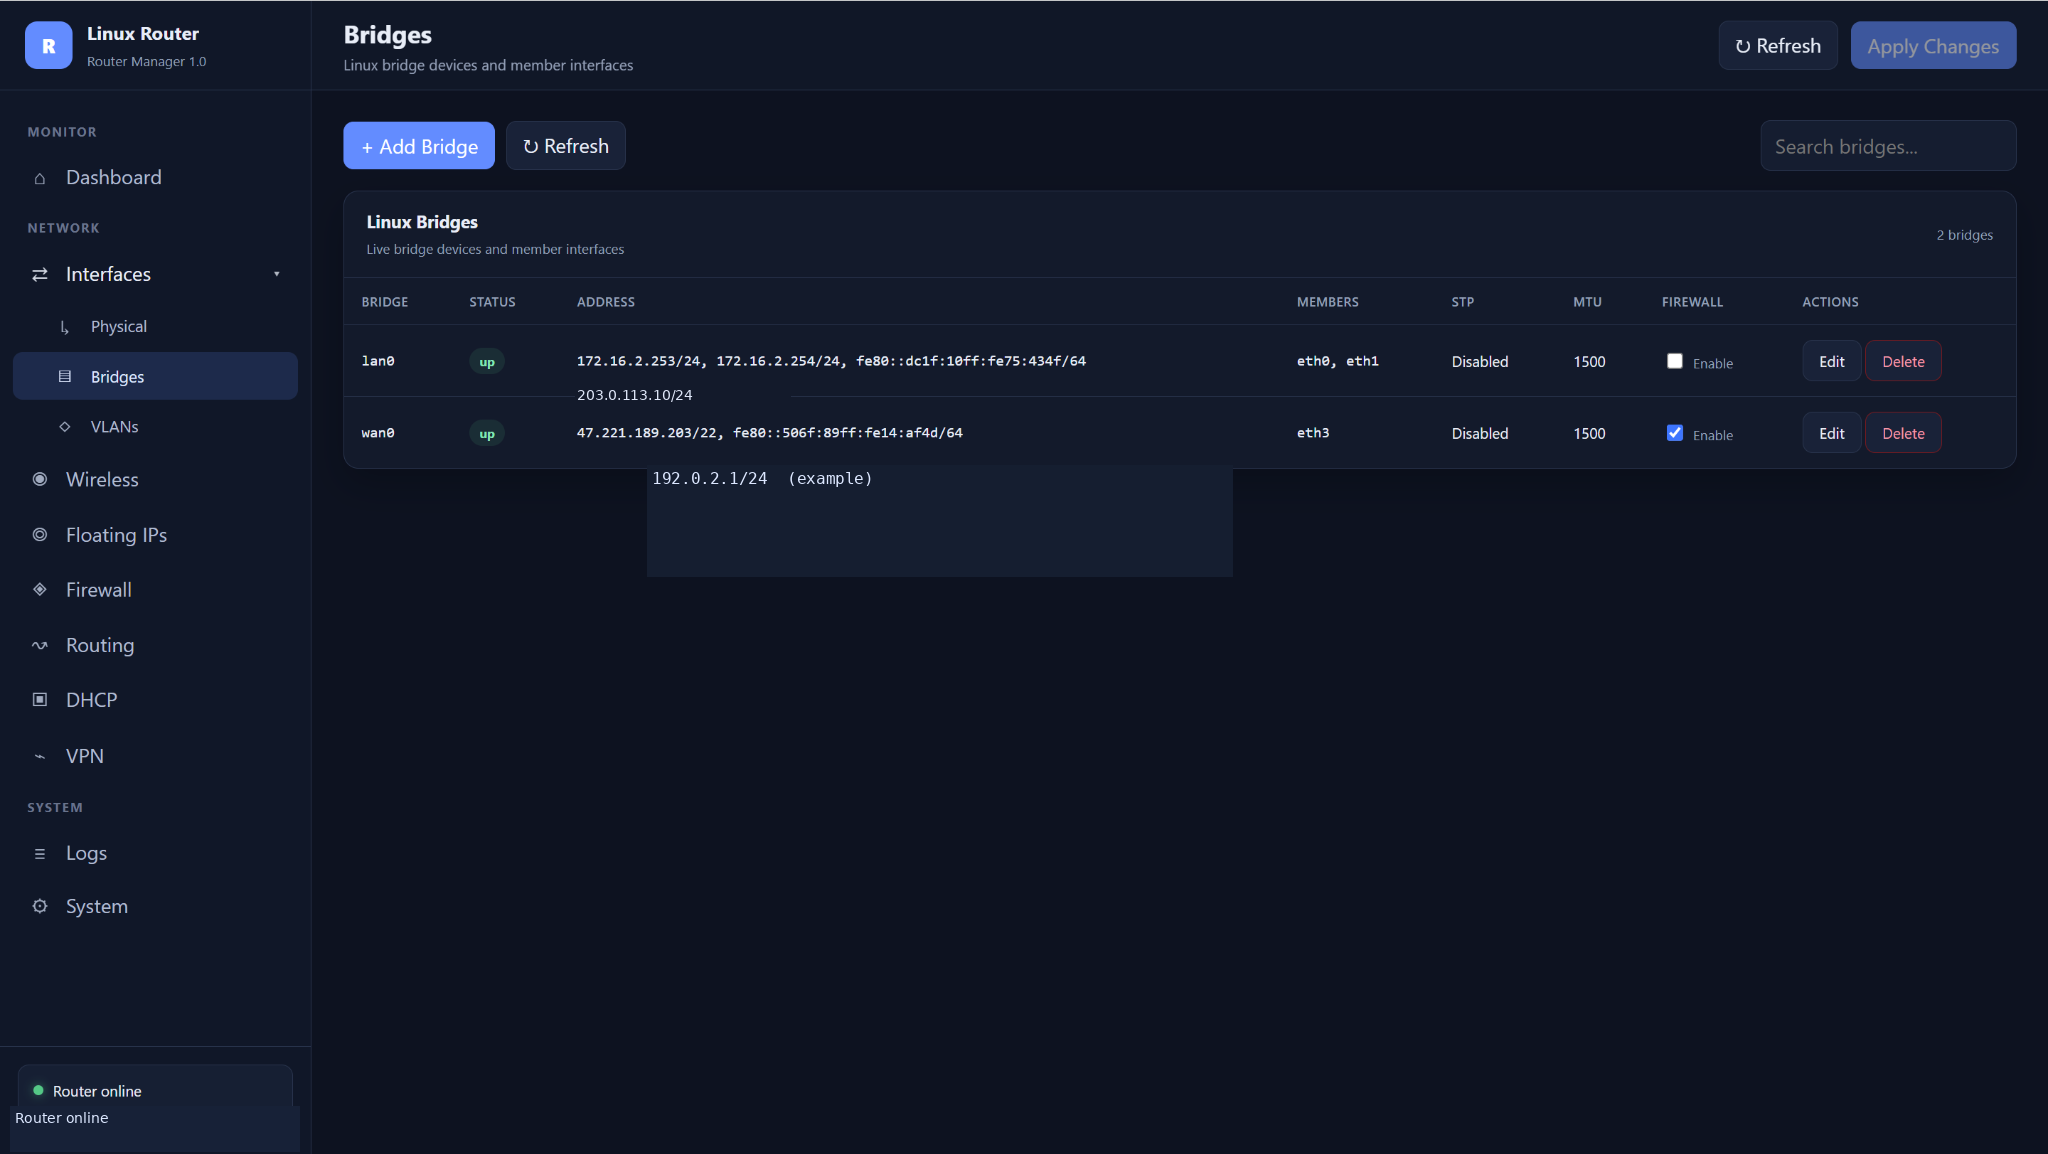 R
Linux Router
Router Manager 1.0
MONITOR
Dashboard
NETWORK
Interfaces
Physical
Bridges
VLANs
Wireless
Floating IPs
Firewall
Routing
DHCP
VPN
SYSTEM
Logs
System
Router online
Router online
Bridges
Linux bridge devices and member interfaces
↻ Refresh
Apply Changes
+ Add Bridge
↻ Refresh
Search bridges...
Linux Bridges
Live bridge devices and member interfaces
2 bridges
BRIDGE STATUS ADDRESS MEMBERS STP MTU FIREWALL ACTIONS
lan0 up 172.16.2.253/24, 172.16.2.254/24, fe80::dc1f:10ff:fe75:434f/64 eth0, eth1 Disabled 1500 Enable Edit Delete
203.0.113.10/24
wan0 up 47.221.189.203/22, fe80::506f:89ff:fe14:af4d/64 eth3 Disabled 1500 Enable Edit Delete
192.0.2.1/24 (example)